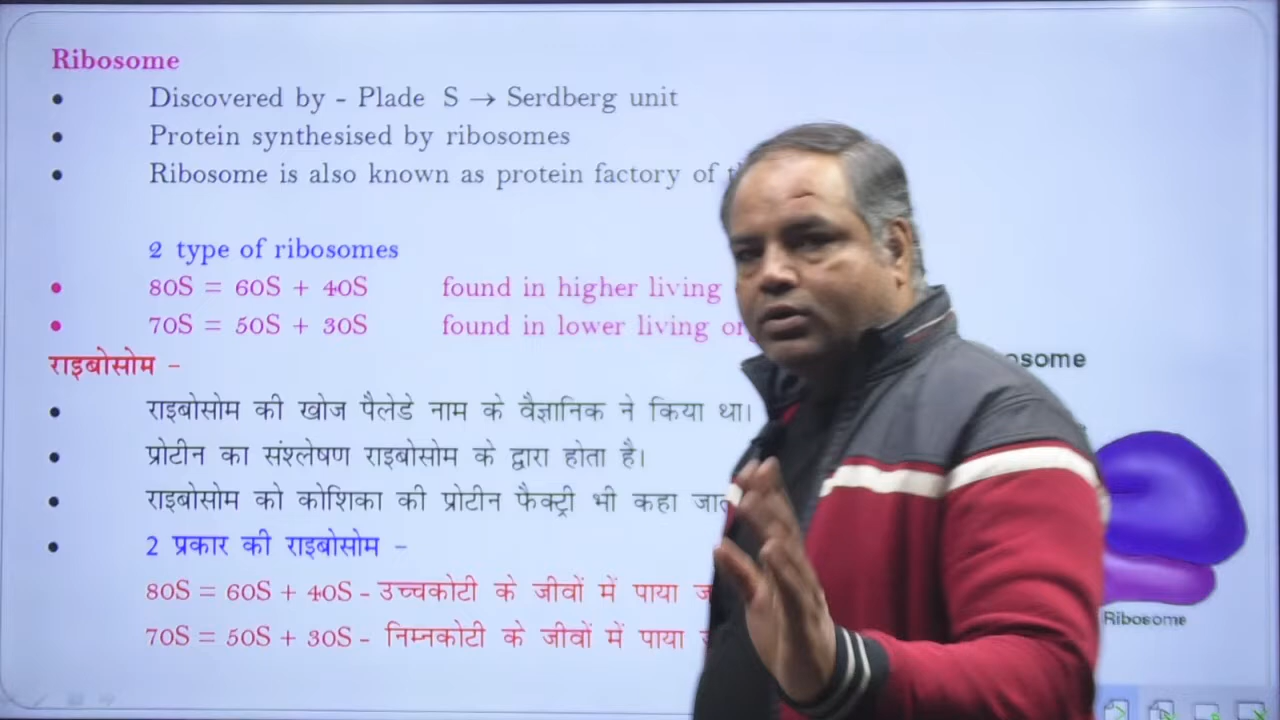 Ribosome
• Discovered by - Plade S → Serdberg unit
• Protein synthesised by ribosomes
• Ribosome is also known as protein factory of
2 type of ribosomes
• 80S = 60S + 40S found in higher living
• 70S = 50S + 30S found in lower living
राइबोसोम -
• राइबोसोम की खोज पैलेडे नाम के वैज्ञानिक ने किया था।
• प्रोटीन का संश्लेषण राइबोसोम के द्वारा होता है।
• राइबोसोम को कोशिका की प्रोटीन फैक्ट्री भी कहा
• 2 प्रकार की राइबोसोम -
80S = 60S + 40S - उच्चकोटी के जीवों में पाया
70S = 50S + 30S - निम्नकोटी के जीवों में पाया
Ribosome